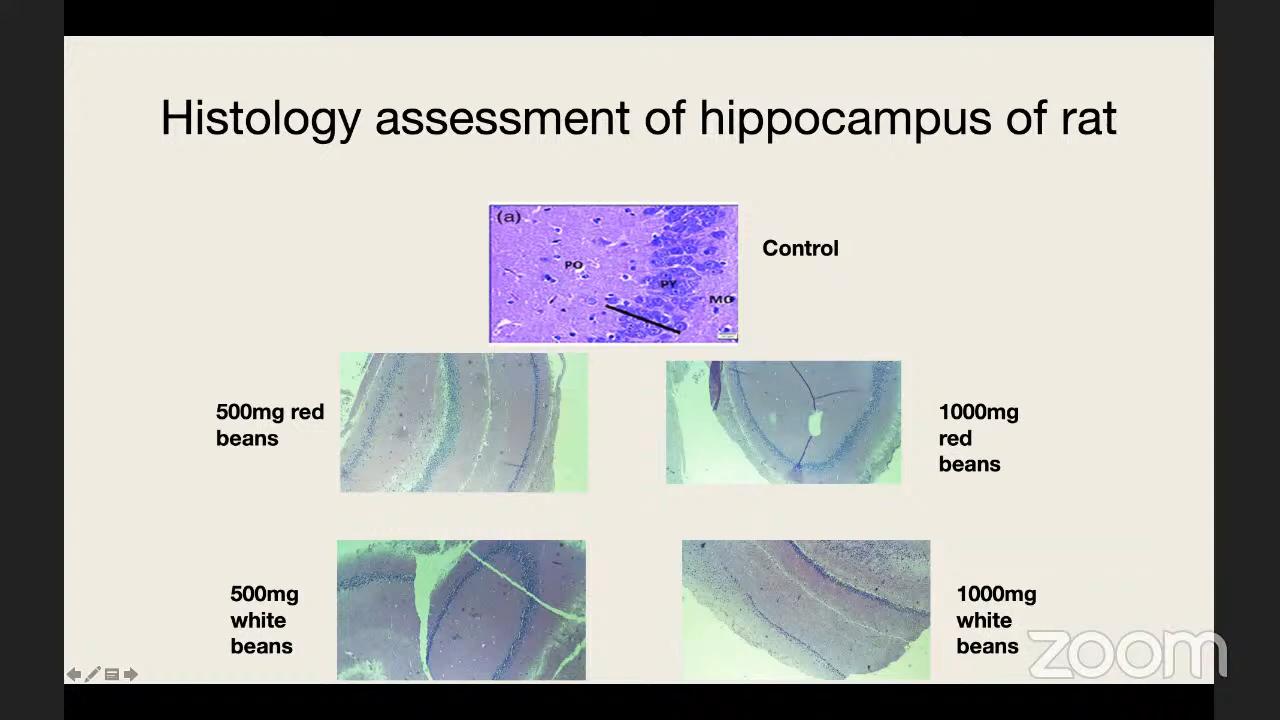 Histology assessment of hippocampus of rat
(a)
PO
PY
MO
Control
500mg red
beans
1000mg
red
beans
500mg
white
beans
1000mg
white
beans
zoom